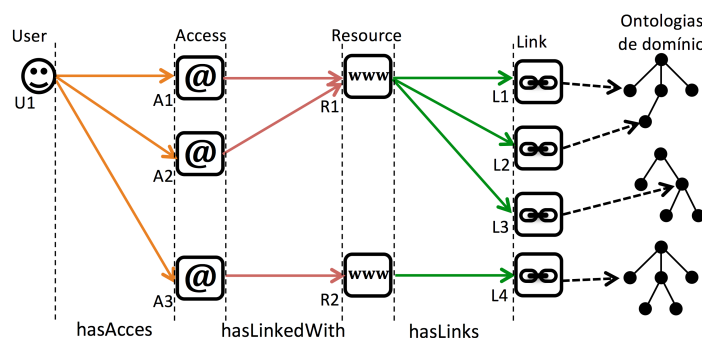 Ontologias
de domínio
User
Access
Resource
Link
U1
A1
R1
L1
A2
L2
L3
A3
R2
L4
hasAcces
hasLinkedWith
hasLinks
@
www
@
@
www